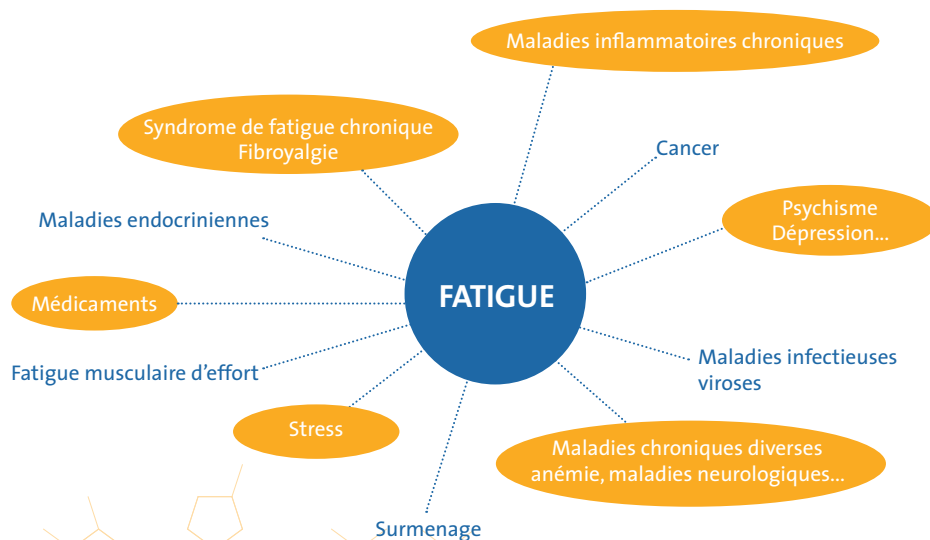 Maladies inflammatoires chroniques
Syndrome de fatigue chronique
Fibroyalgie
Cancer
Maladies endocriniennes
Psychisme
Dépression...
Médicaments
FATIGUE
Fatigue musculaire d'effort
Maladies infectieuses
viroses
Stress
Maladies chroniques diverses
anémie, maladies neurologiques...
Surmenage